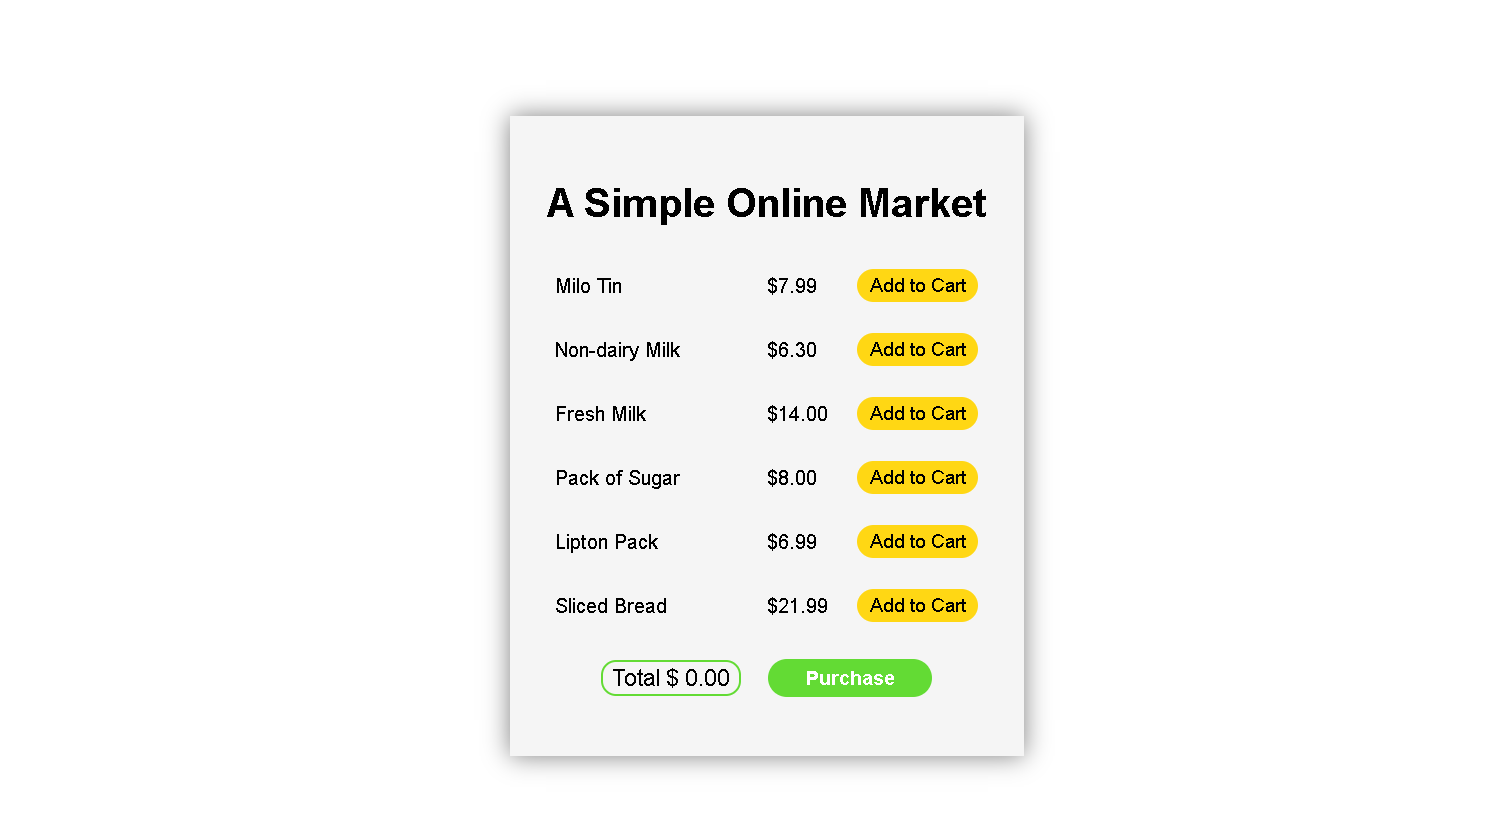 A Simple Online Market
Milo Tin $7.99 Add to Cart
Non-dairy Milk $6.30 Add to Cart
Fresh Milk $14.00 Add to Cart
Pack of Sugar $8.00 Add to Cart
Lipton Pack $6.99 Add to Cart
Sliced Bread $21.99 Add to Cart
Total $ 0.00 Purchase